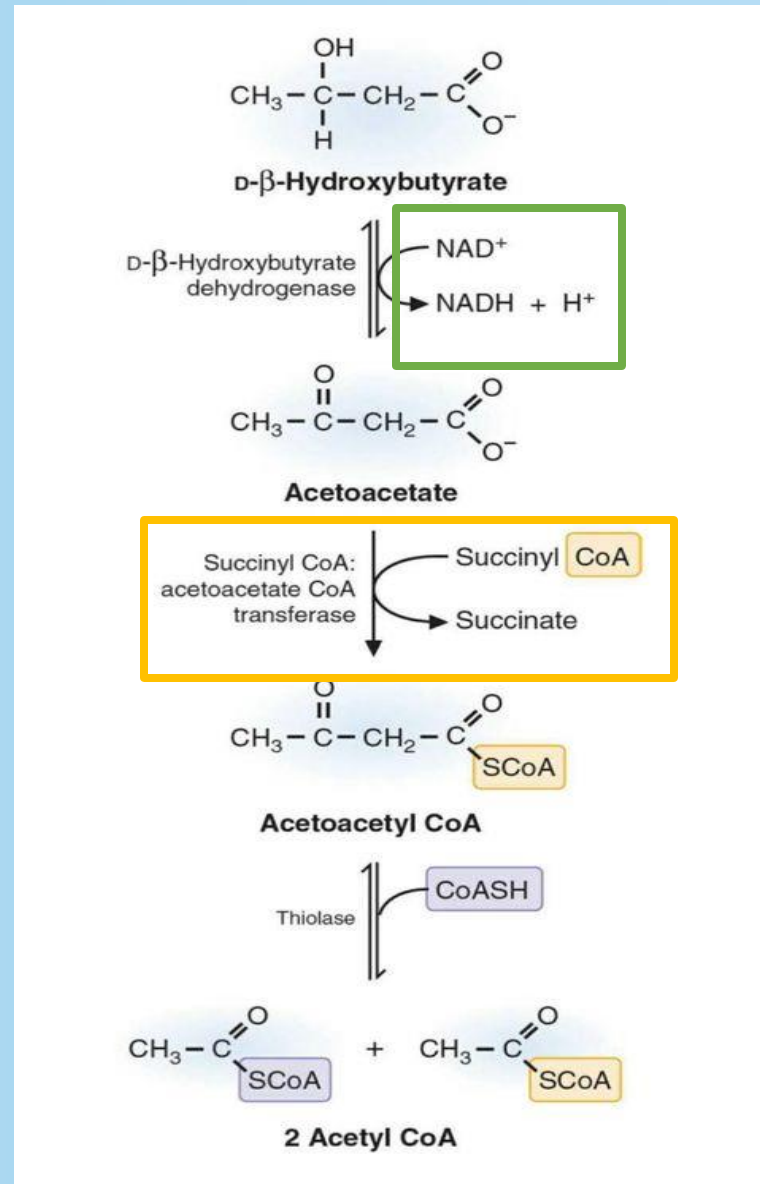 OH
CH₃–C–CH₂–C
O
O⁻
H
D-β-Hydroxybutyrate
D-β-Hydroxybutyrate
dehydrogenase
NAD⁺
NADH + H⁺
O
CH₃–C–CH₂–C
O
O⁻
Acetoacetate
Succinyl CoA:
acetoacetate CoA
transferase
Succinyl CoA
Succinate
O
CH₃–C–CH₂–C
O
SCoA
Acetoacetyl CoA
Thiolase
CoASH
CH₃–C
O
SCoA
+
CH₃–C
O
SCoA
2 Acetyl CoA